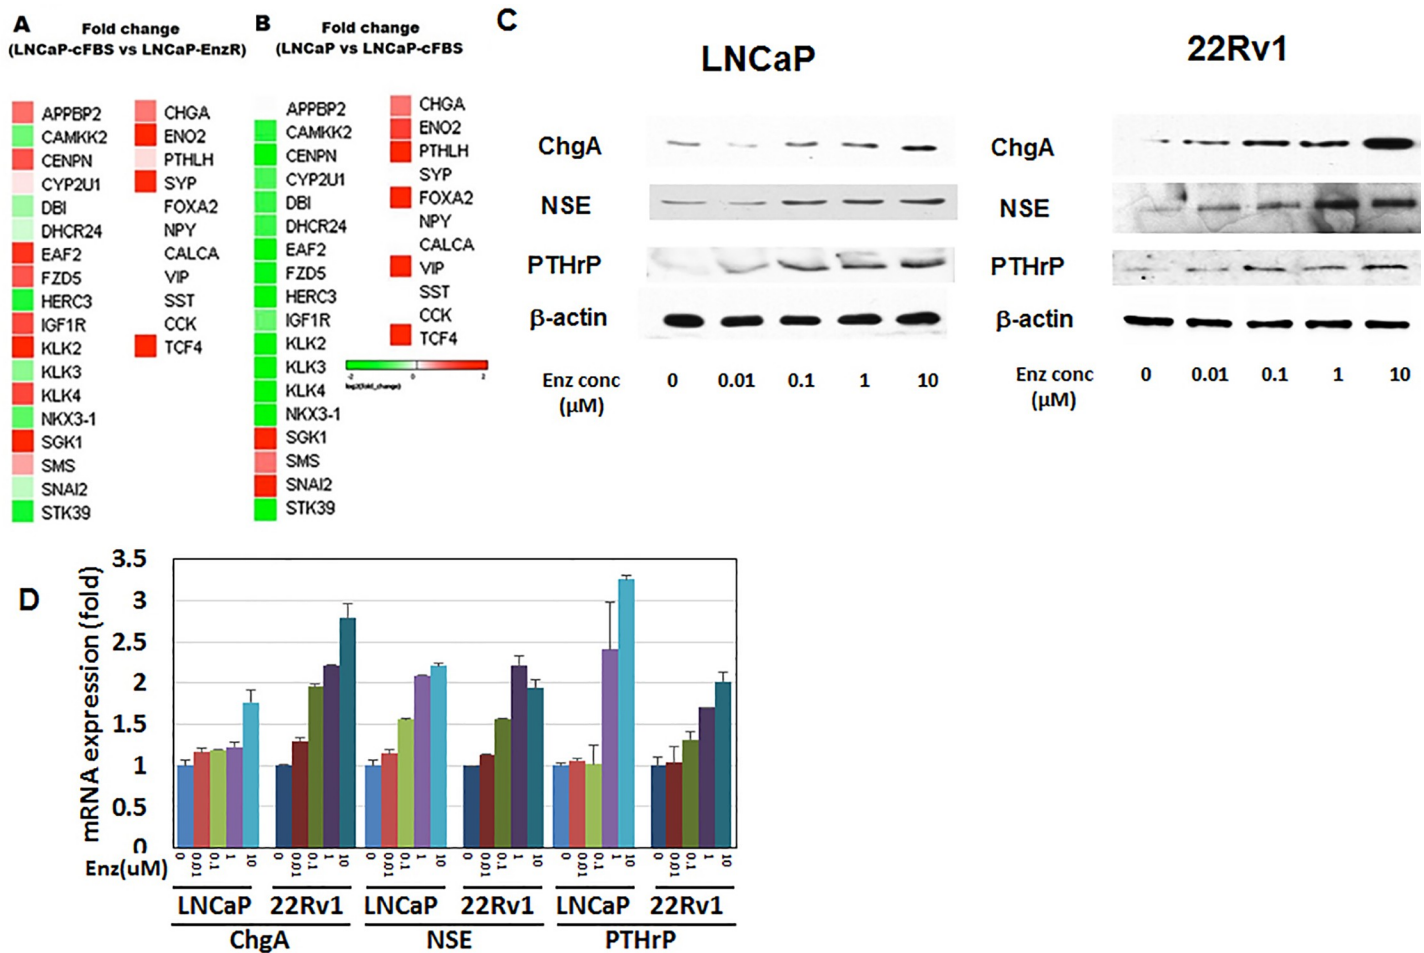 A
Fold change
(LNCaP-cFBS vs LNCaP-EnzR)
APPBP2
CAMKK2
CENPN
CYP2U1
DBI
DHCR24
EAF2
FZD5
HERC3
IGF1R
KLK2
KLK3
KLK4
NKX3-1
SGK1
SMS
SNAI2
STK39
CHGA
ENO2
PTHLH
SYP
FOXA2
NPY
CALCA
VIP
SST
CCK
TCF4
B
Fold change
(LNCaP vs LNCaP-cFBS
APPBP2
CAMKK2
CENPN
CYP2U1
DBI
DHCR24
EAF2
FZD5
HERC3
IGF1R
KLK2
KLK3
KLK4
NKX3-1
SGK1
SMS
SNAI2
STK39
CHGA
ENO2
PTHLH
SYP
FOXA2
NPY
CALCA
VIP
SST
CCK
TCF4
-2 0 2
log2(fold_change)
C
LNCaP
ChgA
NSE
PTHrP
β-actin
Enz conc 0 0.01 0.1 1 10
(μM)
22Rv1
ChgA
NSE
PTHrP
β-actin
Enz conc 0 0.01 0.1 1 10
(μM)
D
mRNA expression (fold)
3.5
3
2.5
2
1.5
1
0.5
0
Enz(uM) 0 0.01 0.1 1 10 0 0.01 0.1 1 10 0 0.01 0.1 1 10 0 0.01 0.1 1 10 0 0.01 0.1 1 10 0 0.01 0.1 1 10
LNCaP 22Rv1 LNCaP 22Rv1 LNCaP 22Rv1
ChgA NSE PTHrP